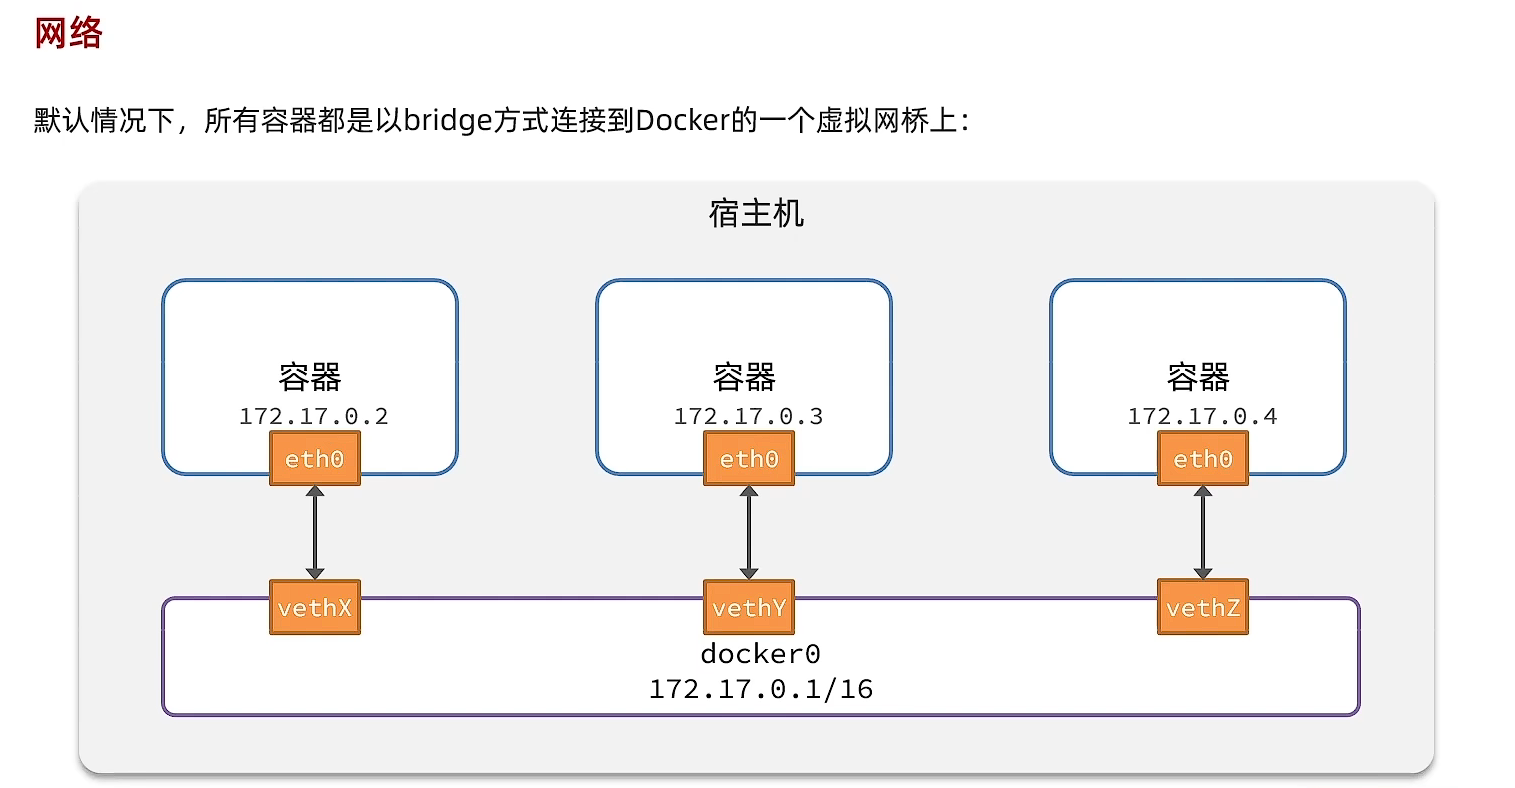 网络
默认情况下，所有容器都是以bridge方式连接到Docker的一个虚拟网桥上：
宿主机
容器
172.17.0.2
eth0
容器
172.17.0.3
eth0
容器
172.17.0.4
eth0
vethX
vethY
vethZ
docker0
172.17.0.1/16